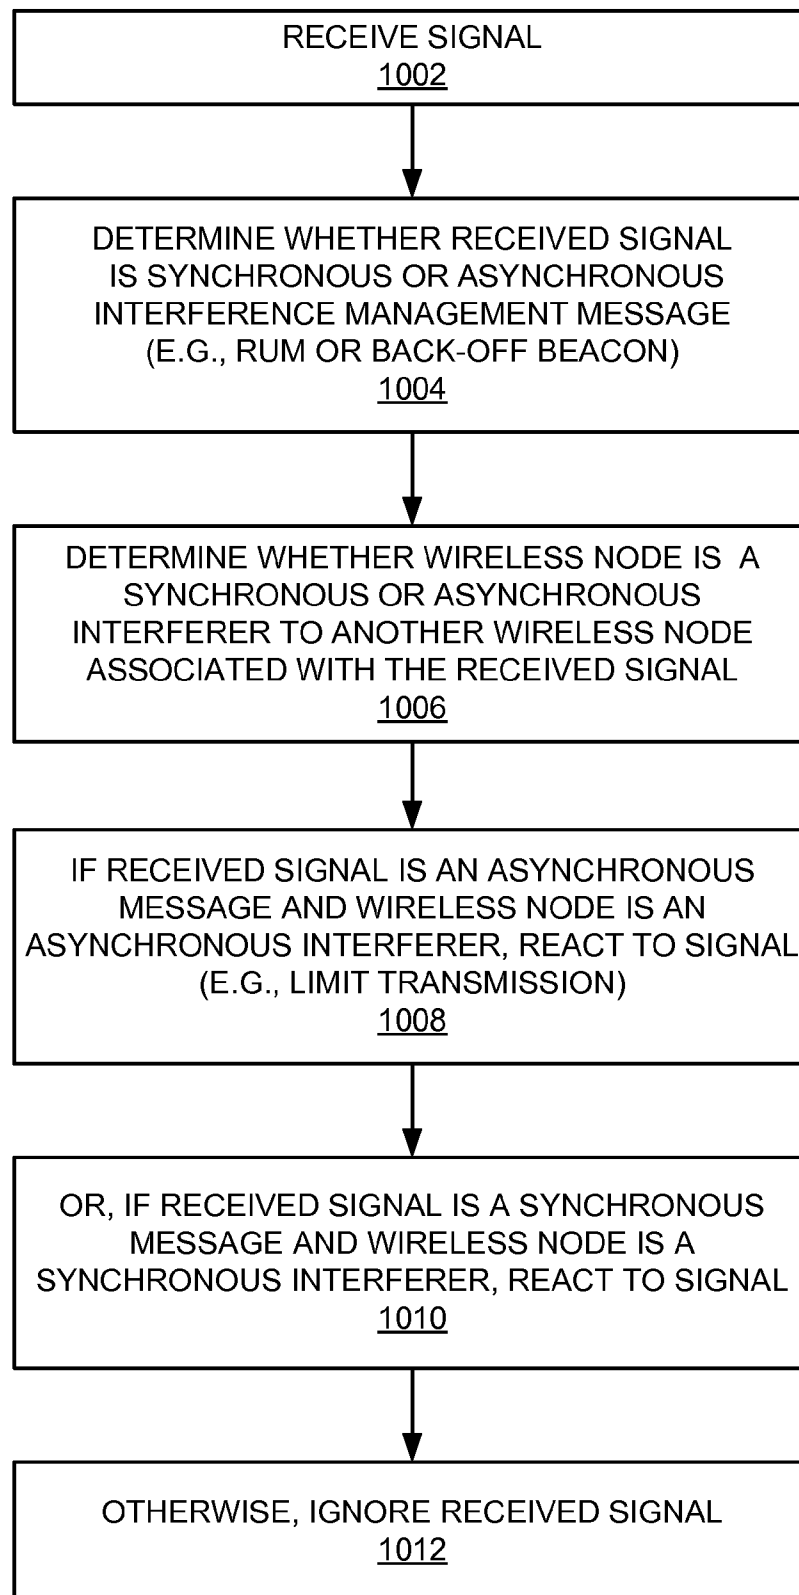 RECEIVE SIGNAL
1002
DETERMINE WHETHER RECEIVED SIGNAL
IS SYNCHRONOUS OR ASYNCHRONOUS
INTERFERENCE MANAGEMENT MESSAGE
(E.G., RUM OR BACK-OFF BEACON)
1004
DETERMINE WHETHER WIRELESS NODE IS A
SYNCHRONOUS OR ASYNCHRONOUS
INTERFERER TO ANOTHER WIRELESS NODE
ASSOCIATED WITH THE RECEIVED SIGNAL
1006
IF RECEIVED SIGNAL IS AN ASYNCHRONOUS
MESSAGE AND WIRELESS NODE IS AN
ASYNCHRONOUS INTERFERER, REACT TO SIGNAL
(E.G., LIMIT TRANSMISSION)
1008
OR, IF RECEIVED SIGNAL IS A SYNCHRONOUS
MESSAGE AND WIRELESS NODE IS A
SYNCHRONOUS INTERFERER, REACT TO SIGNAL
1010
OTHERWISE, IGNORE RECEIVED SIGNAL
1012